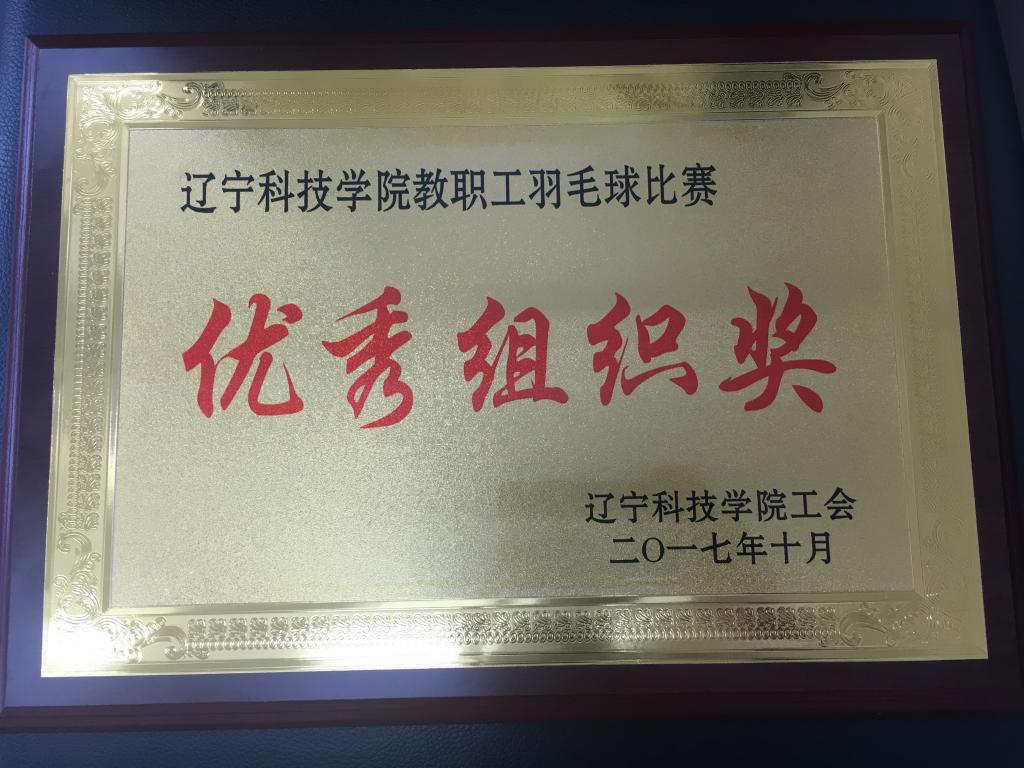 辽宁科技学院教职工羽毛球比赛
优秀组织奖
辽宁科技学院工会
二〇一七年十月